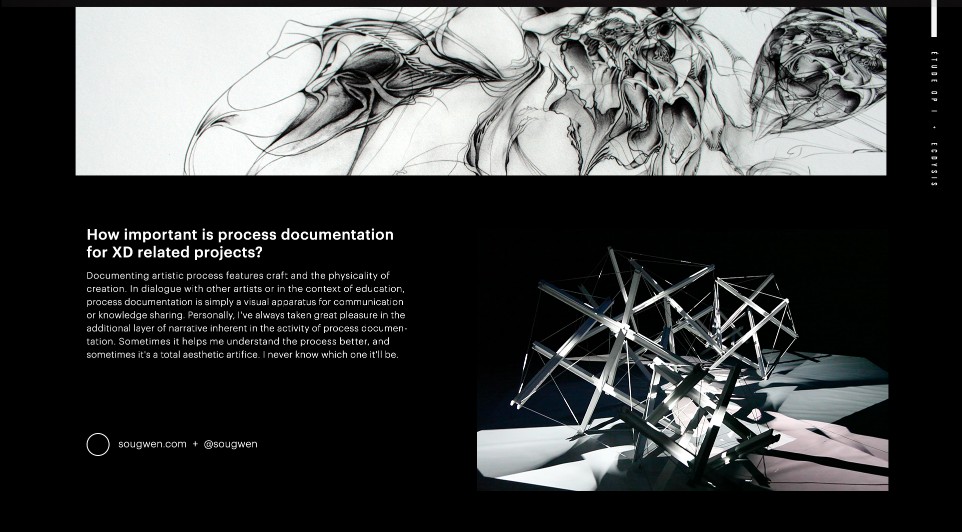 ETUDE OP I + ECDYSIS
How important is process documentation
for XD related projects?
Documenting artistic process features craft and the physicality of
creation. In dialogue with other artists or in the context of education,
process documentation is simply a visual apparatus for communication
or knowledge sharing. Personally, I've always taken great pleasure in the
additional layer of narrative inherent in the activity of process documen-
tation. Sometimes it helps me understand the process better, and
sometimes it's a total aesthetic artifice. I never know which one it'll be.
sougwen.com + @sougwen